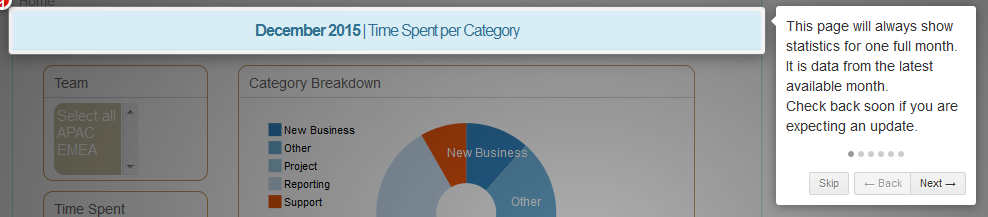 Home
December 2015 | Time Spent per Category
This page will always show
statistics for one full month.
It is data from the latest
available month.
Check back soon if you are
expecting an update.
Skip
← Back
Next →
Team
Select all
APAC
EMEA
Time Spent
Category Breakdown
New Business
Other
Project
Reporting
Support
New Business
Other